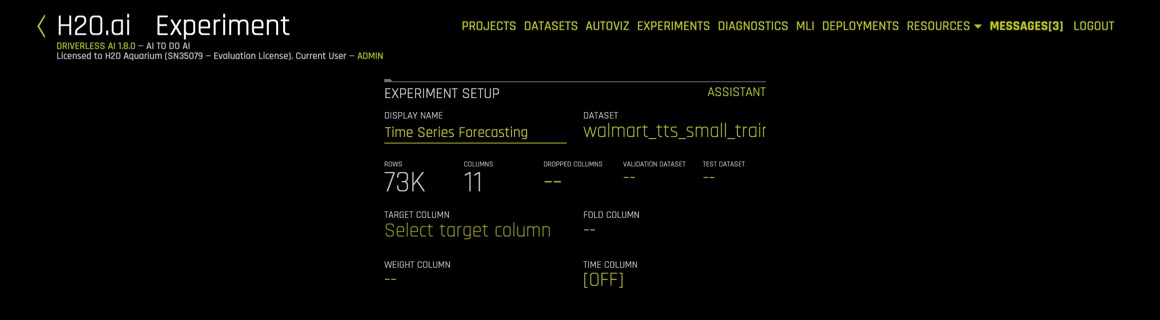 H2O.ai Experiment
PROJECTS DATASETS AUTOVIZ EXPERIMENTS DIAGNOSTICS MLI DEPLOYMENTS RESOURCES MESSAGES[3] LOGOUT
DRIVERLESS AI 1.8.0 — AI TO DO AI
Licensed to H2O Aquarium (SN35079 — Evaluation License). Current User — ADMIN
EXPERIMENT SETUP ASSISTANT
DISPLAY NAME DATASET
Time Series Forecasting walmart_tts_small_train
ROWS COLUMNS DROPPED COLUMNS VALIDATION DATASET TEST DATASET
73K 11 -- -- --
TARGET COLUMN FOLD COLUMN
Select target column --
WEIGHT COLUMN TIME COLUMN
-- [OFF]